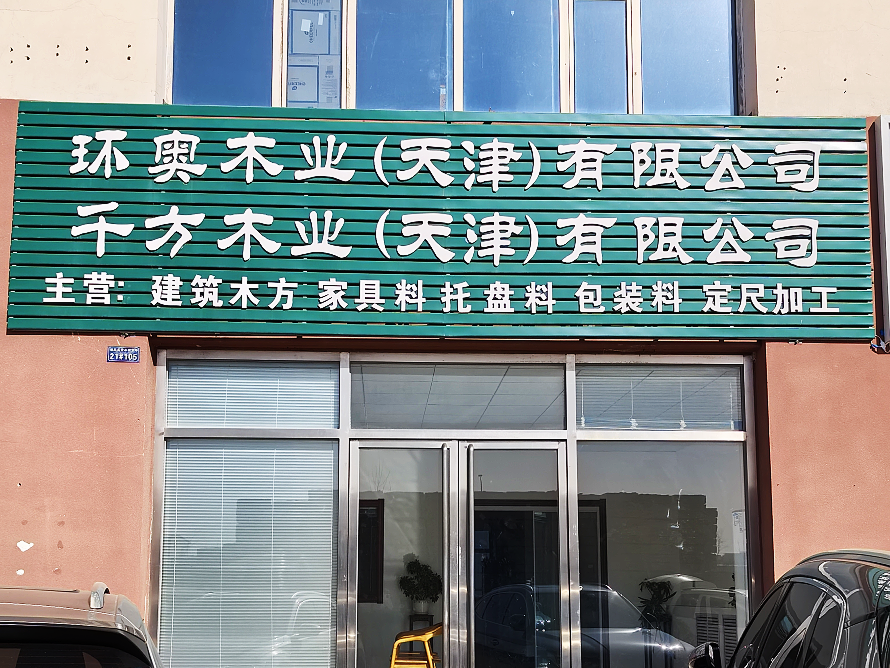 环奥木业(天津)有限公司
千方木业(天津)有限公司
主营: 建筑木方 家具料 托盘料 包装料 定尺加工
21#105